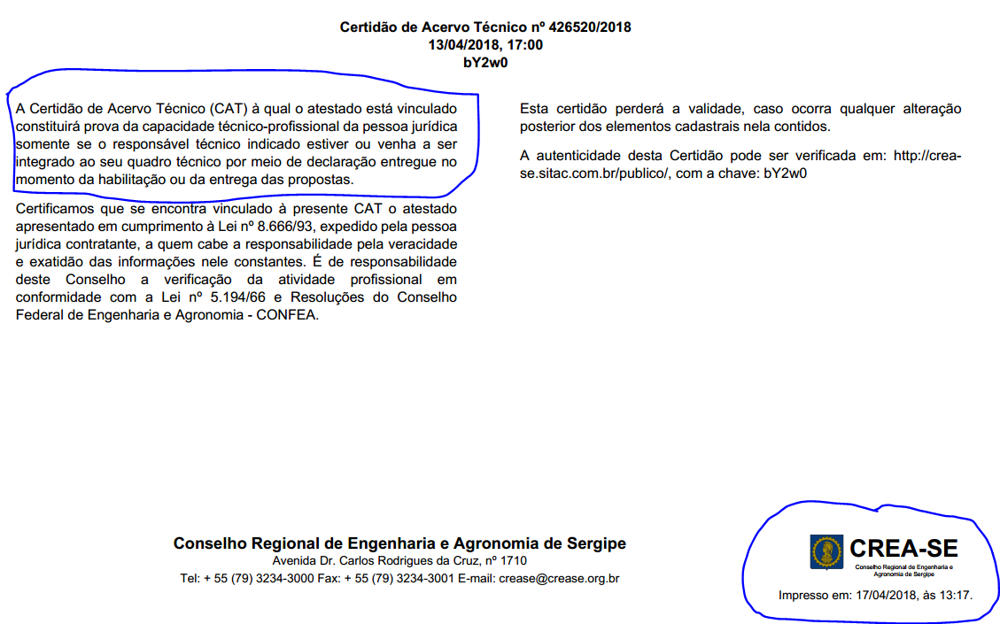 Certidão de Acervo Técnico nº 426520/2018
13/04/2018, 17:00
bY2w0
A Certidão de Acervo Técnico (CAT) à qual o atestado está vinculado
constituirá prova da capacidade técnico-profissional da pessoa jurídica
somente se o responsável técnico indicado estiver ou venha a ser
integrado ao seu quadro técnico por meio de declaração entregue no
momento da habilitação ou da entrega das propostas.
Certificamos que se encontra vinculado à presente CAT o atestado
apresentado em cumprimento à Lei nº 8.666/93, expedido pela pessoa
jurídica contratante, a quem cabe a responsabilidade pela veracidade
e exatidão das informações nele constantes. É de responsabilidade
deste Conselho a verificação da atividade profissional em
conformidade com a Lei nº 5.194/66 e Resoluções do Conselho
Federal de Engenharia e Agronomia - CONFEA.
Esta certidão perderá a validade, caso ocorra qualquer alteração
posterior dos elementos cadastrais nela contidos.
A autenticidade desta Certidão pode ser verificada em: http://crea-
se.sitac.com.br/publico/, com a chave: bY2w0
Conselho Regional de Engenharia e Agronomia de Sergipe
Avenida Dr. Carlos Rodrigues da Cruz, nº 1710
Tel: + 55 (79) 3234-3000 Fax: + 55 (79) 3234-3001 E-mail: crease@crease.org.br
CREA-SE
Conselho Regional de Engenharia e
Agronomia de Sergipe
Impresso em: 17/04/2018, às 13:17.